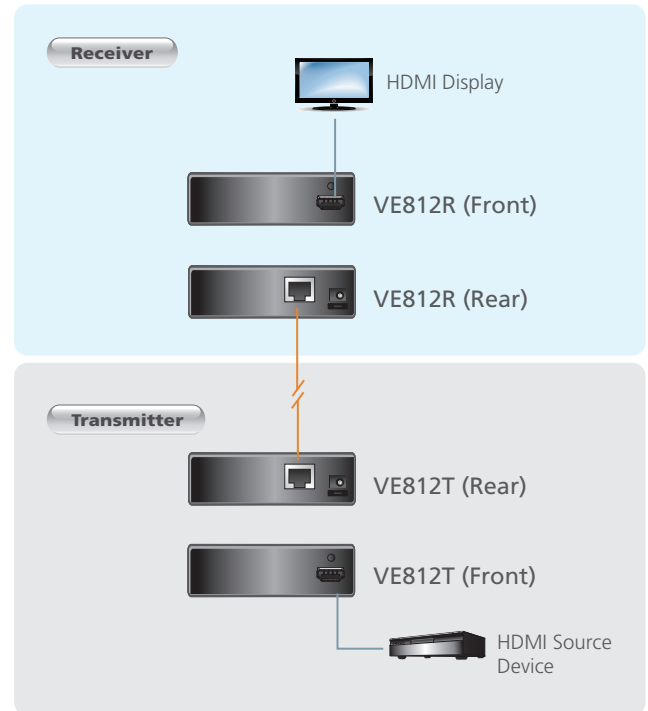 Receiver
HDMI Display
VE812R (Front)
VE812R (Rear)
Transmitter
VE812T (Rear)
VE812T (Front)
HDMI Source
Device